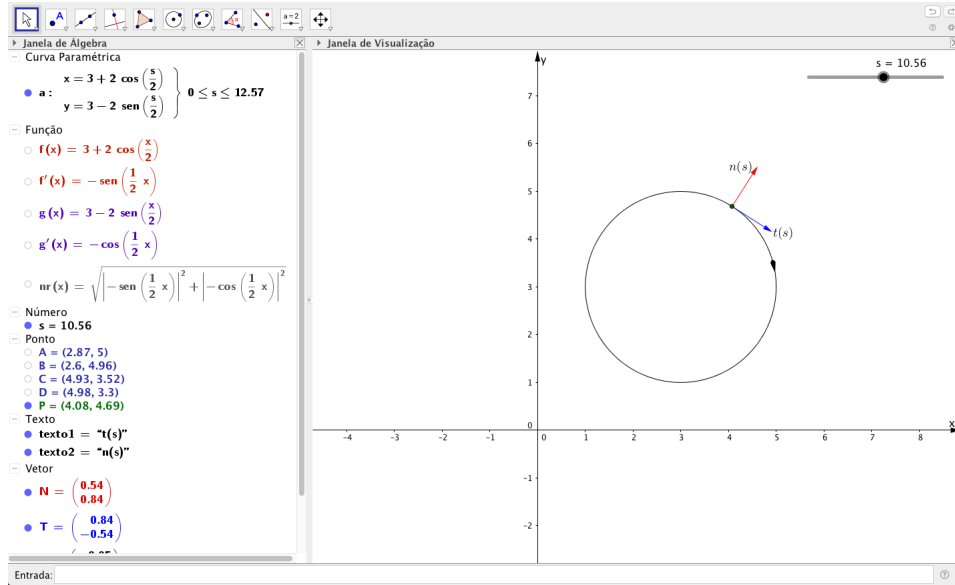 A
a=2
Janela de Álgebra
Janela de Visualização
Curva Paramétrica
a : x = 3 + 2 cos (s/2)
y = 3 − 2 sen (s/2)
} 0 ≤ s ≤ 12.57
Função
f(x) = 3 + 2 cos (x/2)
f′(x) = −sen (1/2 x)
g(x) = 3 − 2 sen (x/2)
g′(x) = −cos (1/2 x)
nr(x) = √(|−sen (1/2 x)|² + |−cos (1/2 x)|²)
Número
s = 10.56
Ponto
A = (2.87, 5)
B = (2.6, 4.96)
C = (4.93, 3.52)
D = (4.98, 3.3)
P = (4.08, 4.69)
Texto
texto1 = “t(s)”
texto2 = “n(s)”
Vetor
N = (0.54
0.84)
T = (0.84
−0.54)
s = 10.56
y
7
6
5
4
3
2
1
0
-1
-2
n(s)
t(s)
x
-4 -3 -2 -1 0 1 2 3 4 5 6 7 8
Entrada: